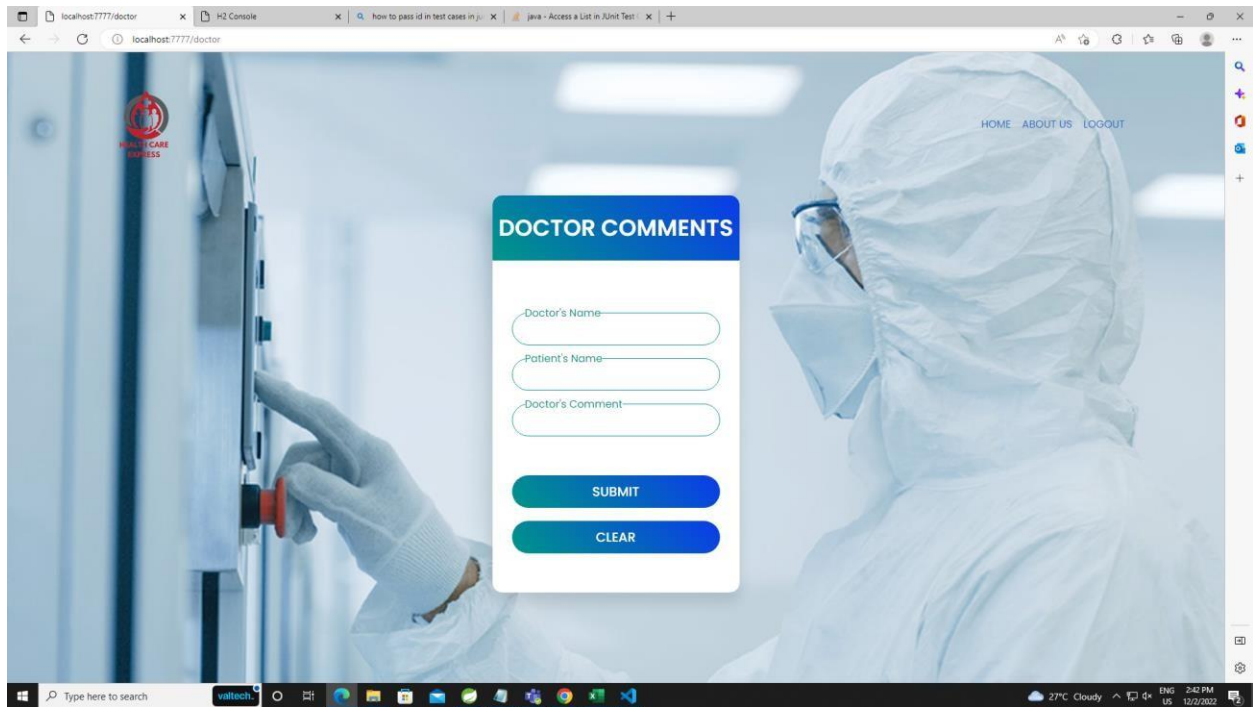 localhost:7777/doctor
H2 Console
how to pass id in test cases in ju
java - Access a List in JUnit Test
localhost:7777/doctor
HEALTH CARE
EXPRESS
HOME ABOUT US LOGOUT
DOCTOR COMMENTS
Doctor's Name
Patient's Name
Doctor's Comment
SUBMIT
CLEAR
Type here to search
valtech.
27°C Cloudy
ENG
US
2:42 PM
12/2/2022